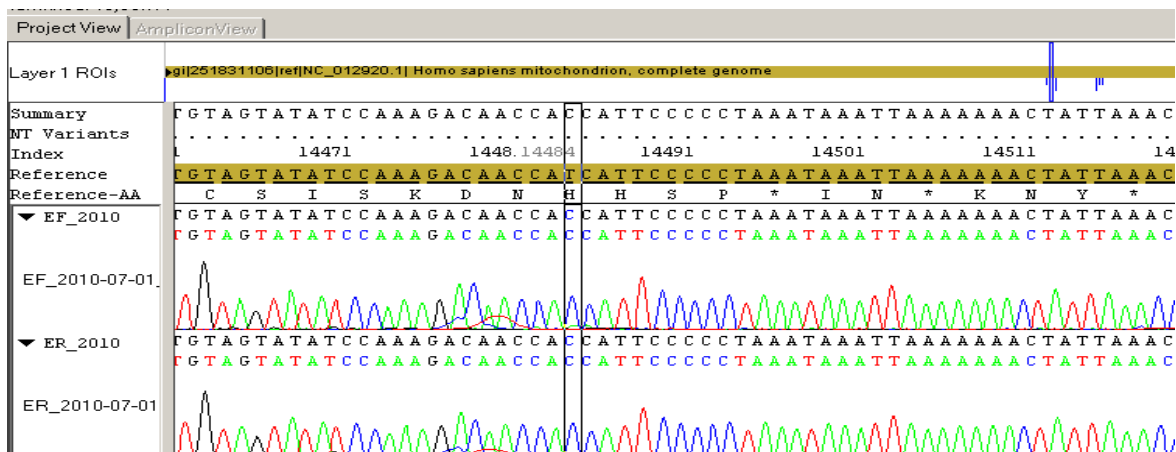 Project View AmpliconView
Layer 1 ROIs gi|251831106|ref|NC_012920.1| Homo sapiens mitochondrion, complete genome
Summary TGTAGTATATCCAAAGACAACCACCATTCCCCCTAAATAAATTAAAAAAACTATTAAAC
NT Variants ...........................................................
Index 1 14471 1448.14484 14491 14501 14511 14
Reference TGTAGTATATCCAAAGACAACCATCATTCCCCCTAAATAAATTAAAAAAACTATTAAAC
Reference-AA C S I S K D N H H S P * I N * K N Y *
EF_2010 TGTAGTATATCCAAAGACAACCACCATTCCCCCTAAATAAATTAAAAAAACTATTAAAC
TGTAGTATATCCAAAGACAACCACCATTCCCCCTAAATAAATTAAAAAAACTATTAAAC
EF_2010-07-01_
ER_2010 TGTAGTATATCCAAAGACAACCACCATTCCCCCTAAATAAATTAAAAAAACTATTAAAC
TGTAGTATATCCAAAGACAACCACCATTCCCCCTAAATAAATTAAAAAAACTATTAAAC
ER_2010-07-01